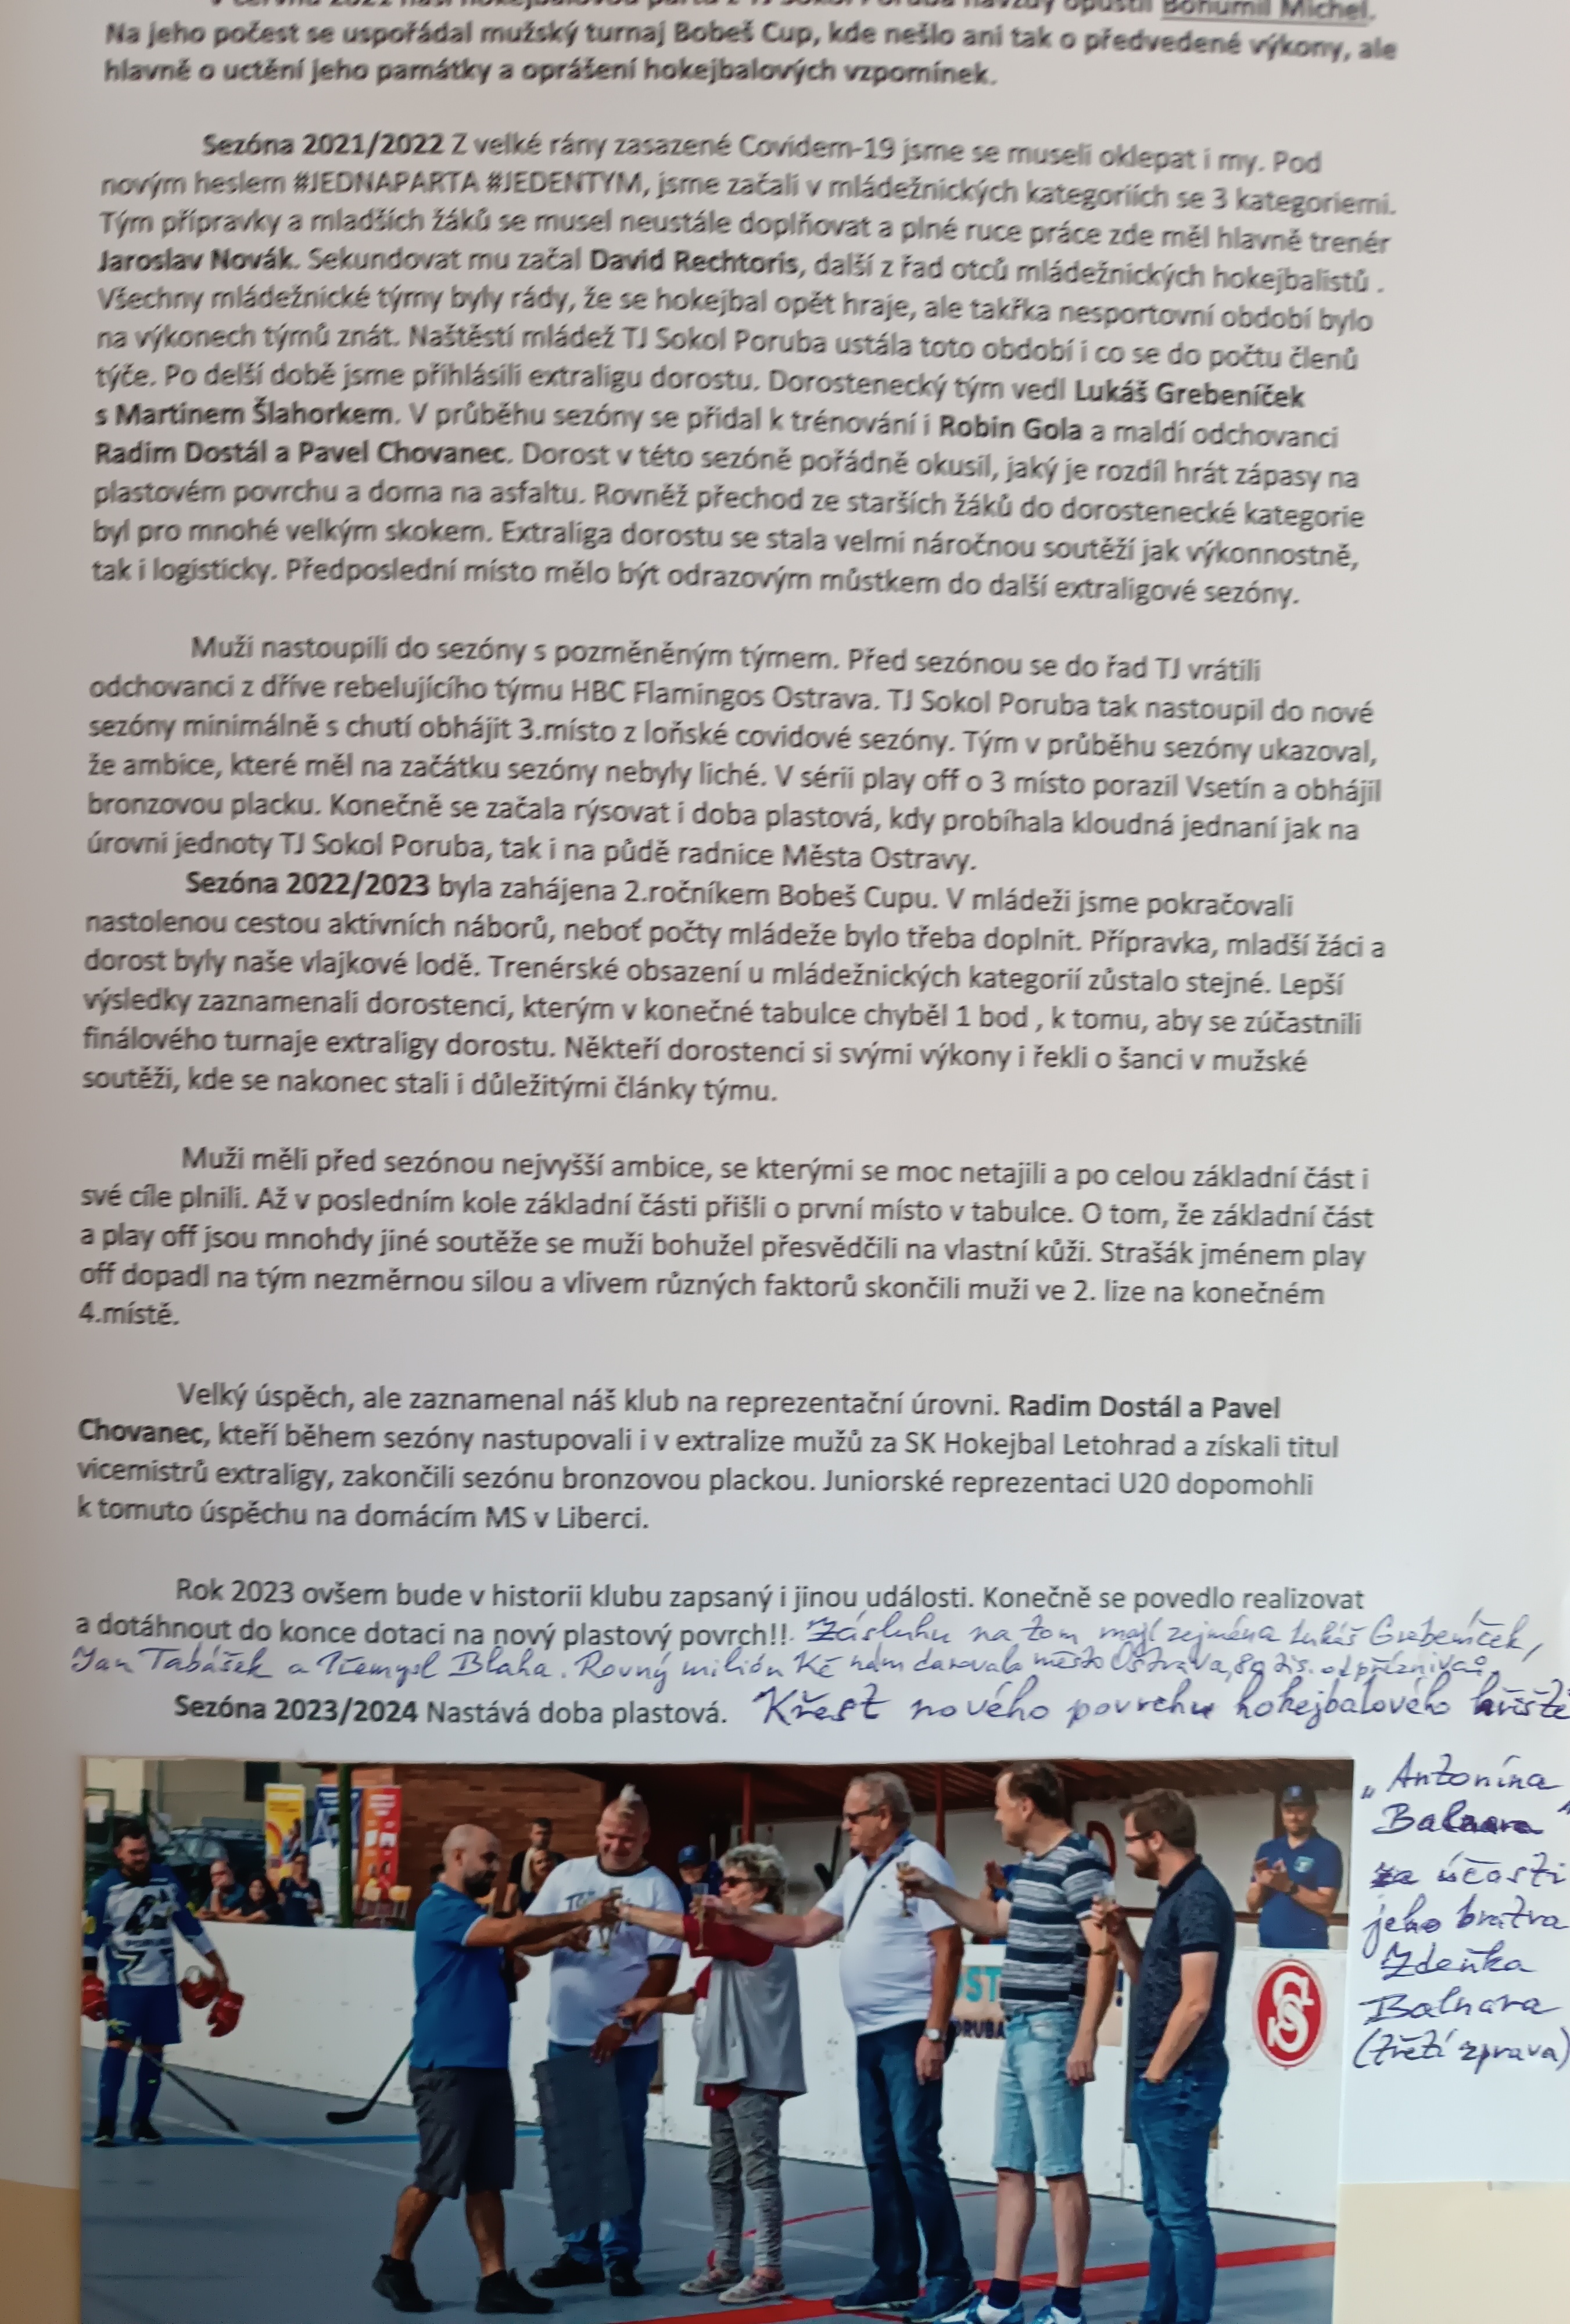 V červnu 2021 naši hokejbalovou partu z TJ Sokol Poruba navždy opustil Bohumil Michel.
Na jeho počest se uspořádal mužský turnaj Bobeš Cup, kde nešlo ani tak o předvedené výkony, ale
hlavně o uctění jeho památky a oprášení hokejbalových vzpomínek.
Sezóna 2021/2022 Z velké rány zasazené Covidem-19 jsme se museli oklepat i my. Pod
novým heslem #JEDNAPARTA #JEDENTYM, jsme začali v mládežnických kategoriích se 3 kategoriemi.
Tým přípravky a mladších žáků se musel neustále doplňovat a plné ruce práce zde měl hlavně trenér
Jaroslav Novák. Sekundovat mu začal David Rechtoris, další z řad otců mládežnických hokejbalistů .
Všechny mládežnické týmy byly rády, že se hokejbal opět hraje, ale takřka nesportovní období bylo
na výkonech týmů znát. Naštěstí mládež TJ Sokol Poruba ustála toto období i co se do počtu členů
týče. Po delší době jsme přihlásili extraligu dorostu. Dorostenecký tým vedl Lukáš Grebeníček
s Martinem Šlahorkem. V průběhu sezóny se přidal k trénování i Robin Gola a maldí odchovanci
Radim Dostál a Pavel Chovanec. Dorost v této sezóně pořádně okusil, jaký je rozdíl hrát zápasy na
plastovém povrchu a doma na asfaltu. Rovněž přechod ze starších žáků do dorostenecké kategorie
byl pro mnohé velkým skokem. Extraliga dorostu se stala velmi náročnou soutěží jak výkonnostně,
tak i logisticky. Předposlední místo mělo být odrazovým můstkem do další extraligové sezóny.
Muži nastoupili do sezóny s pozměněným týmem. Před sezónou se do řad TJ vrátili
odchovanci z dříve rebelujícího týmu HBC Flamingos Ostrava. TJ Sokol Poruba tak nastoupil do nové
sezóny minimálně s chutí obhájit 3.místo z loňské covidové sezóny. Tým v průběhu sezóny ukazoval,
že ambice, které měl na začátku sezóny nebyly liché. V sérii play off o 3 místo porazil Vsetín a obhájil
bronzovou placku. Konečně se začala rýsovat i doba plastová, kdy probíhala kloudná jednaní jak na
úrovni jednoty TJ Sokol Poruba, tak i na půdě radnice Města Ostravy.
Sezóna 2022/2023 byla zahájena 2.ročníkem Bobeš Cupu. V mládeži jsme pokračovali
nastolenou cestou aktivních náborů, neboť počty mládeže bylo třeba doplnit. Přípravka, mladší žáci a
dorost byly naše vlajkové lodě. Trenérské obsazení u mládežnických kategorií zůstalo stejné. Lepší
výsledky zaznamenali dorostenci, kterým v konečné tabulce chyběl 1 bod , k tomu, aby se zúčastnili
finálového turnaje extraligy dorostu. Někteří dorostenci si svými výkony i řekli o šanci v mužské
soutěži, kde se nakonec stali i důležitými články týmu.
Muži měli před sezónou nejvyšší ambice, se kterými se moc netajili a po celou základní část i
své cíle plnili. Až v posledním kole základní části přišli o první místo v tabulce. O tom, že základní část
a play off jsou mnohdy jiné soutěže se muži bohužel přesvědčili na vlastní kůži. Strašák jménem play
off dopadl na tým nezměrnou silou a vlivem různých faktorů skončili muži ve 2. lize na konečném
4.místě.
Velký úspěch, ale zaznamenal náš klub na reprezentační úrovni. Radim Dostál a Pavel
Chovanec, kteří během sezóny nastupovali i v extralize mužů za SK Hokejbal Letohrad a získali titul
vicemistrů extraligy, zakončili sezónu bronzovou plackou. Juniorské reprezentaci U20 dopomohli
k tomuto úspěchu na domácím MS v Liberci.
Rok 2023 ovšem bude v historii klubu zapsaný i jinou události. Konečně se povedlo realizovat
a dotáhnout do konce dotaci na nový plastový povrch!!. Zásluhu na tom mají zejména Lukáš Grebeníček,
Jan Tabášek a Přemysl Blaha. Rovný milión Kč nám darovalo město Ostrava, 80 tis. od příznivců.
Sezóna 2023/2024 Nastává doba plastová. Křest nového povrchu hokejbalového hřiště
„Antonína
Balnara"
za účasti
jeho bratra
Zdeňka
Balnara
(třetí zprava)